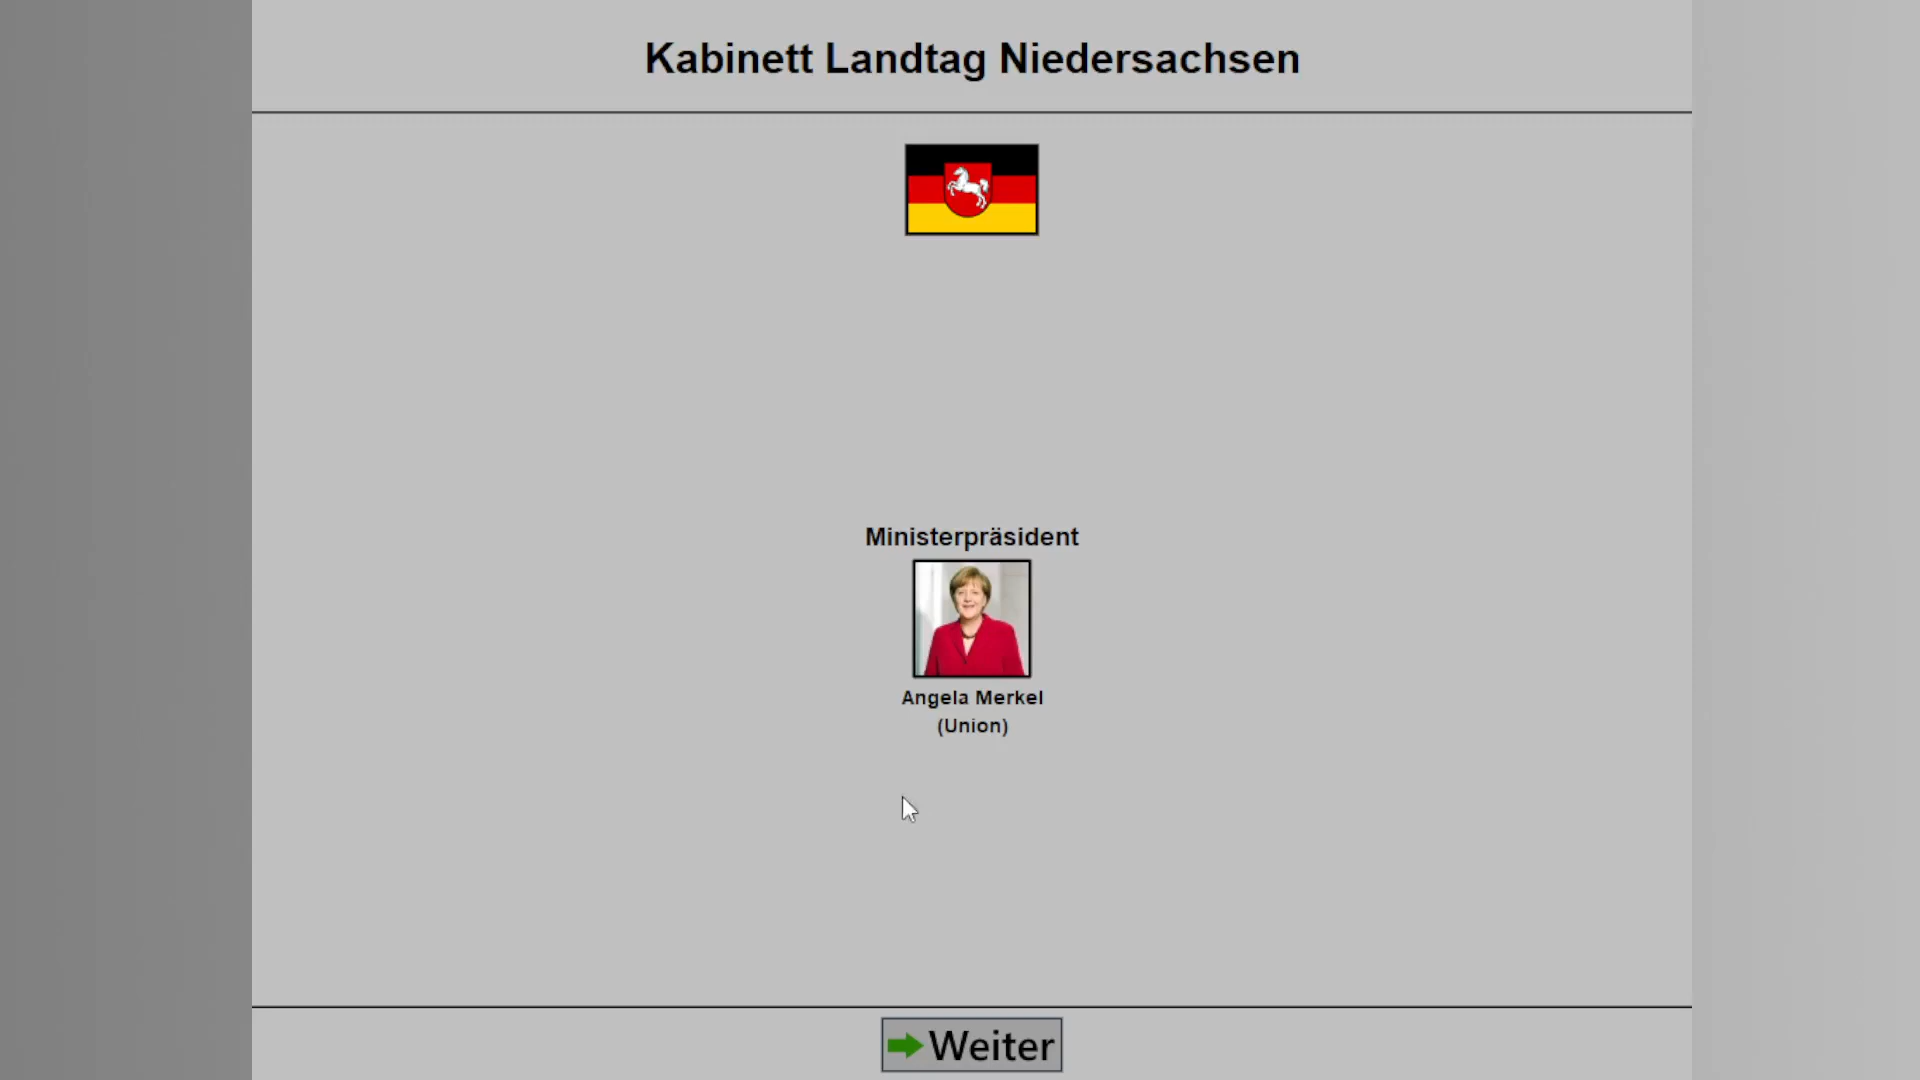 Kabinett Landtag Niedersachsen
Ministerpräsident
Angela Merkel
(Union)
Weiter